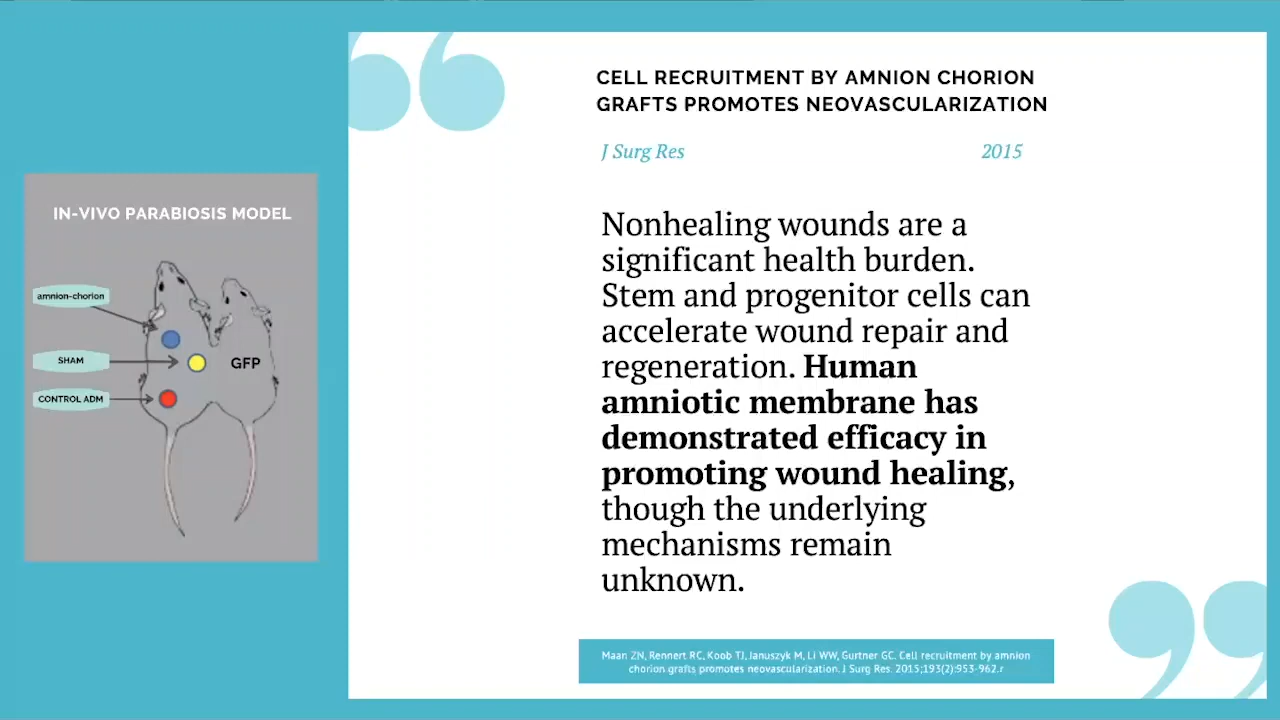 IN-VIVO PARABIOSIS MODEL
amnion-chorion
SHAM
GFP
CONTROL ADM
CELL RECRUITMENT BY AMNION CHORION
GRAFTS PROMOTES NEOVASCULARIZATION
J Surg Res 2015
Nonhealing wounds are a
significant health burden.
Stem and progenitor cells can
accelerate wound repair and
regeneration. Human
amniotic membrane has
demonstrated efficacy in
promoting wound healing,
though the underlying
mechanisms remain
unknown.
Maan ZN, Rennert RC, Koob TJ, Januszyk M, Li WW, Gurtner GC. Cell recruitment by amnion
chorion grafts promotes neovascularization. J Surg Res. 2015;193(2):953-962.r